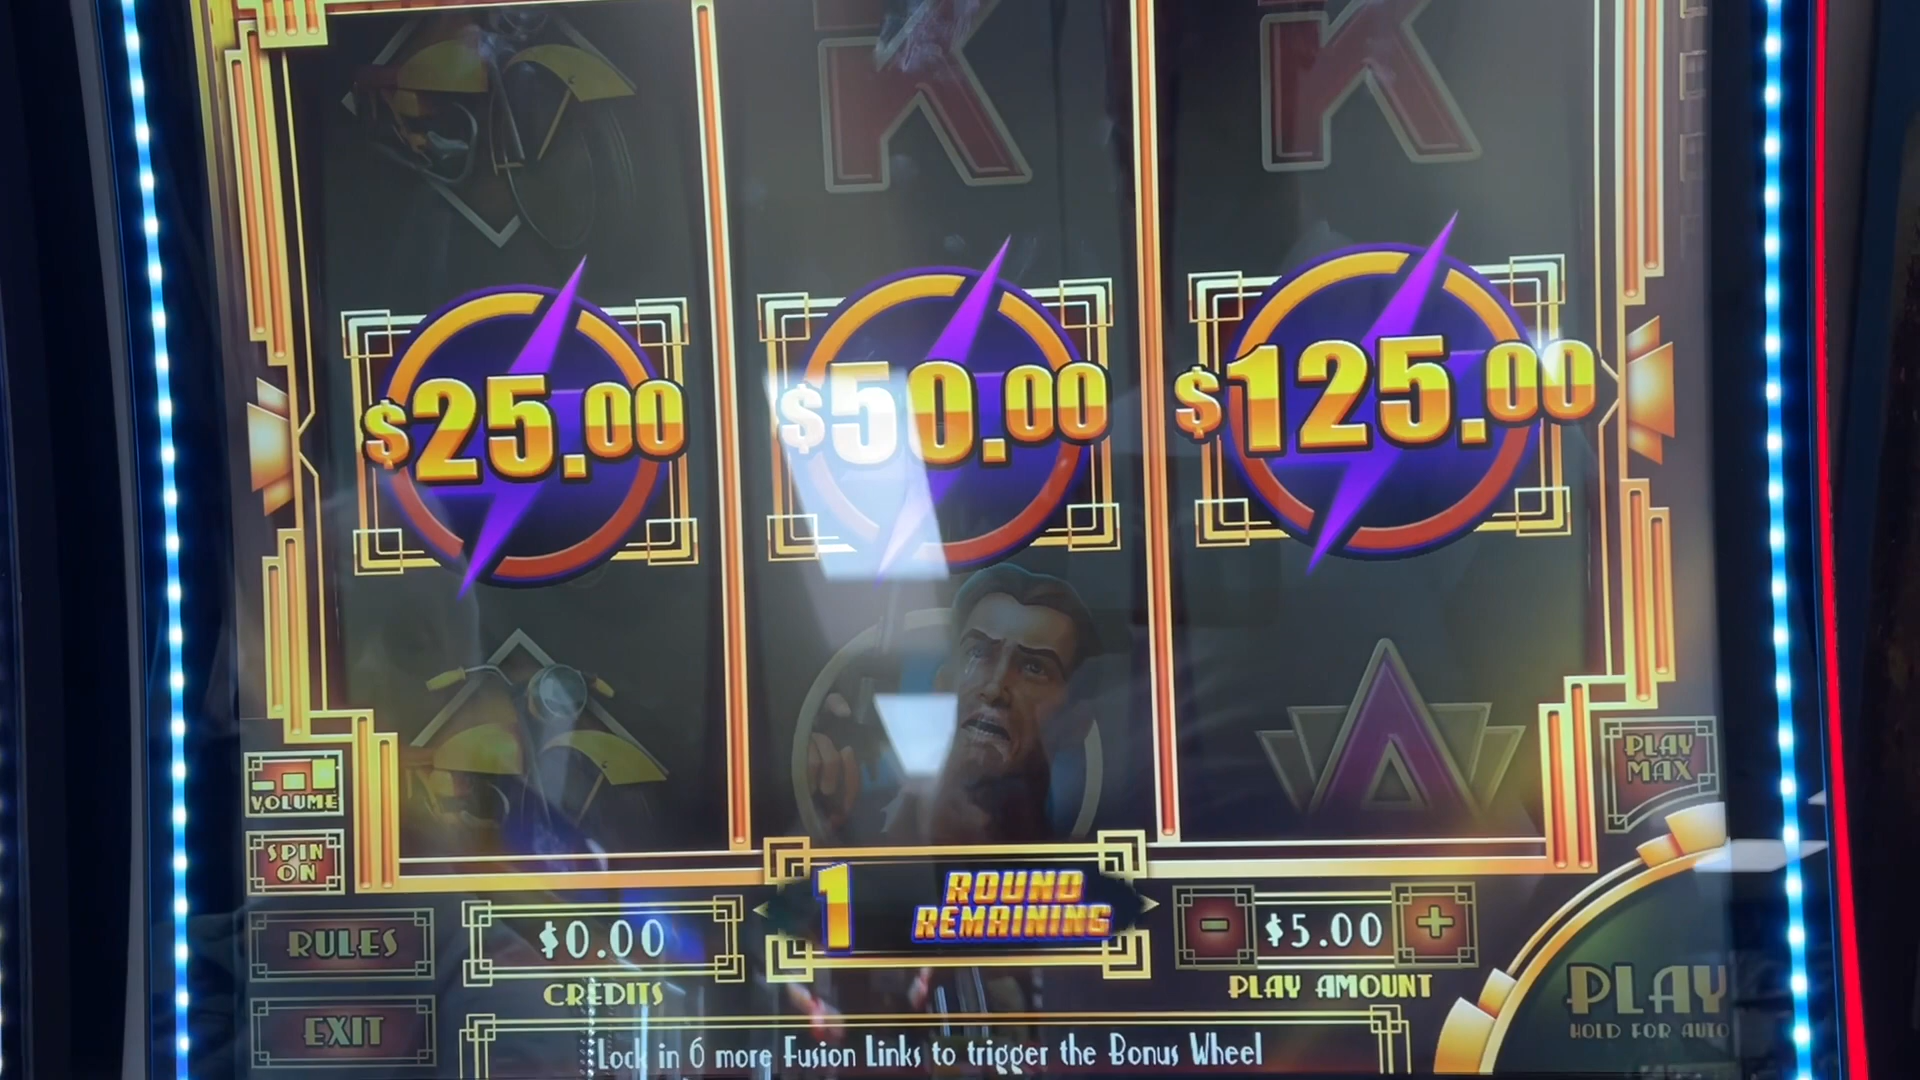 K K
$25.00 $50.00 $125.00
A
VOLUME
PLAY
MAX
SPIN
ON
1 ROUND
REMAINING
RULES
$0.00
- $5.00 +
CREDITS
PLAY AMOUNT
EXIT
PLAY
HOLD FOR AUTO
Lock in 6 more Fusion Links to trigger the Bonus Wheel